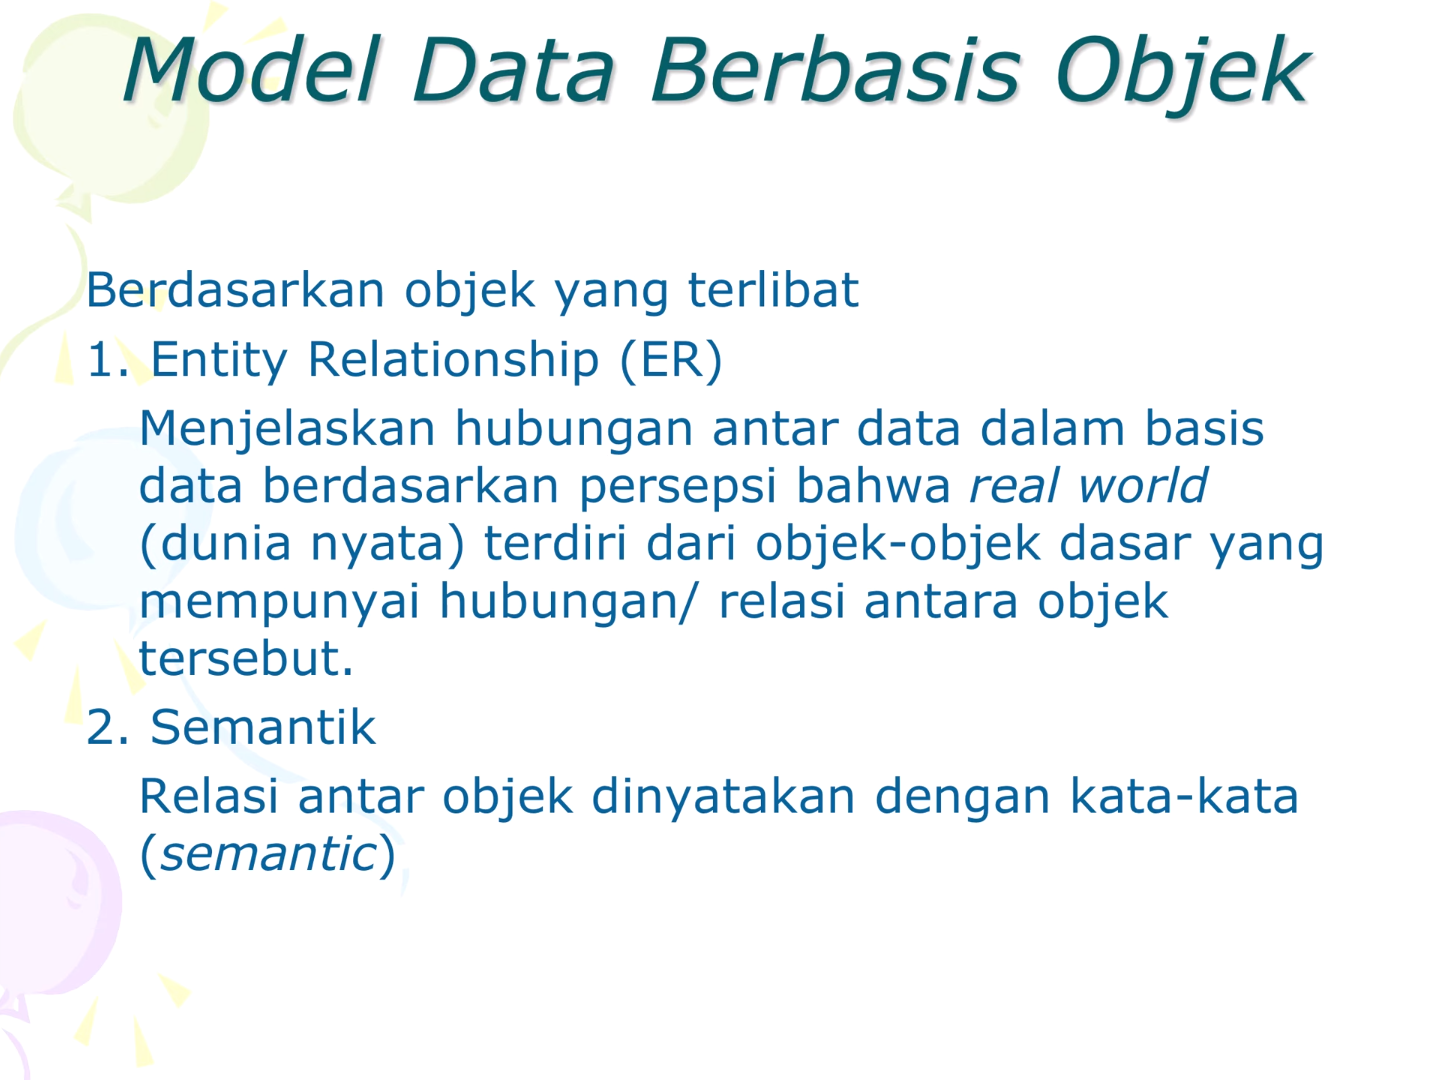 Model Data Berbasis Objek
Berdasarkan objek yang terlibat
1. Entity Relationship (ER)
Menjelaskan hubungan antar data dalam basis
data berdasarkan persepsi bahwa real world
(dunia nyata) terdiri dari objek-objek dasar yang
mempunyai hubungan/ relasi antara objek
tersebut.
2. Semantik
Relasi antar objek dinyatakan dengan kata-kata
(semantic)